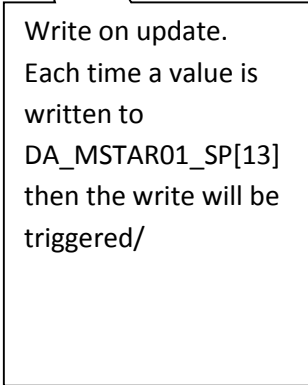 Write on update.
Each time a value is
written to
DA_MSTAR01_SP[13]
then the write will be
triggered/